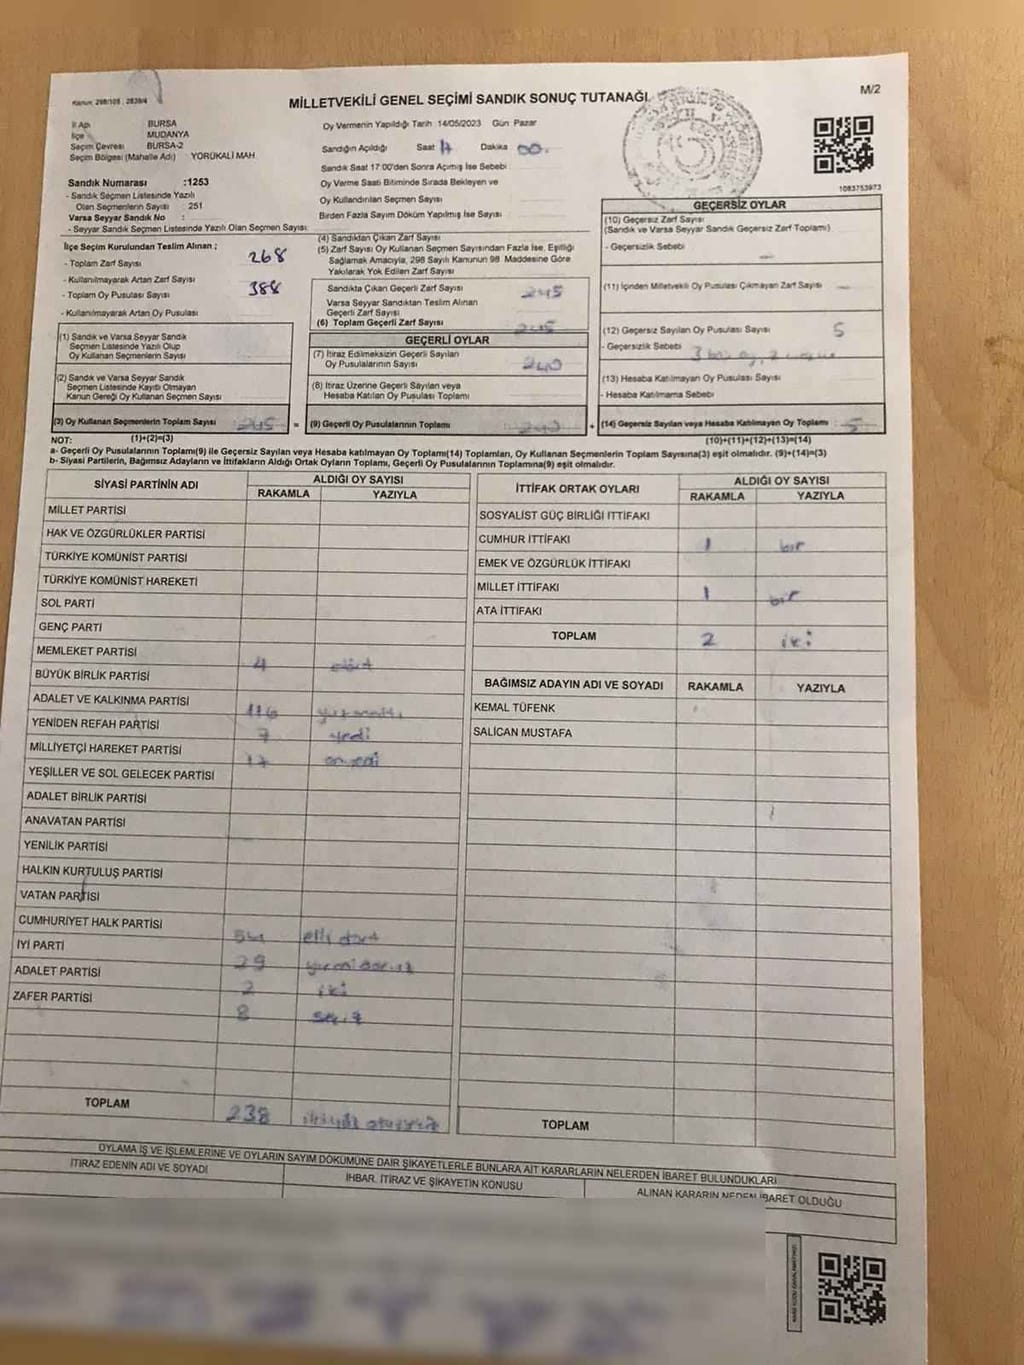 Kanun: 298/105 , 2839/4
MİLLETVEKİLİ GENEL SEÇİMİ SANDIK SONUÇ TUTANAĞI
M/2
İl Adı BURSA
İlçe MUDANYA
Seçim Çevresi BURSA-2
Seçim Bölgesi (Mahalle Adı) YÖRÜKALİ MAH.
Oy Vermenin Yapıldığı Tarih 14/05/2023 Gün Pazar
Sandığın Açıldığı Saat 17 Dakika 00.
Sandık Saat 17:00'den Sonra Açımış İse Sebebi
Oy Verme Saati Bitiminde Sırada Bekleyen ve
Oy Kullandırılan Seçmen Sayısı
Birden Fazla Sayım Döküm Yapılmış İse Sayısı
1083753973
Sandık Numarası :1253
- Sandık Seçmen Listesinde Yazılı
Olan Seçmenlerin Sayısı : 251
Varsa Seyyar Sandık No :
- Seyyar Sandık Seçmen Listesinde Yazılı Olan Seçmen Sayısı
İlçe Seçim Kurulundan Teslim Alınan ;
- Toplam Zarf Sayısı 268
- Kullanılmayarak Artan Zarf Sayısı
- Toplam Oy Pusulası Sayısı 388
- Kullanılmayarak Artan Oy Pusulası
(1) Sandık ve Varsa Seyyar Sandık
Seçmen Listesinde Yazılı Olup
Oy Kullanan Seçmenlerin Sayısı
(2) Sandık ve Varsa Seyyar Sandık
Seçmen Listesinde Kayıtlı Olmayan
Kanun Gereği Oy Kullanan Seçmen Sayısı
(3) Oy Kullanan Seçmenlerin Toplam Sayısı 245 =
(1)+(2)=(3)
(4) Sandıktan Çıkan Zarf Sayısı
(5) Zarf Sayısı Oy Kullanan Seçmen Sayısından Fazla İse, Eşitliği
Sağlamak Amacıyla, 298 Sayılı Kanunun 98. Maddesine Göre
Yakılarak Yok Edilen Zarf Sayısı
Sandıkta Çıkan Geçerli Zarf Sayısı 245
Varsa Seyyar Sandıktan Teslim Alınan
Geçerli Zarf Sayısı
(6) Toplam Geçerli Zarf Sayısı 245
GEÇERLİ OYLAR
(7) İtiraz Edilmeksizin Geçerli Sayılan
Oy Pusulalarının Sayısı 240
(8) İtiraz Üzerine Geçerli Sayılan veya
Hesaba Katılan Oy Pusulası Toplamı
(9) Geçerli Oy Pusulalarının Toplamı 240 +
GEÇERSİZ OYLAR
(10) Geçersiz Zarf Sayısı
(Sandık ve Varsa Seyyar Sandık Geçersiz Zarf Toplamı)
- Geçersizlik Sebebi —
(11) İçinden Milletvekili Oy Pusulası Çıkmayan Zarf Sayısı —
(12) Geçersiz Sayılan Oy Pusulası Sayısı 5
- Geçersizlik Sebebi 3
(13) Hesaba Katılmayan Oy Pusulası Sayısı
- Hesaba Katılmama Sebebi
(14) Geçersiz Sayılan veya Hesaba Katılmayan Oy Toplamı 5
(10)+(11)+(12)+(13)=(14)
NOT:
a- Geçerli Oy Pusulalarının Toplamı(9) ile Geçersiz Sayılan veya Hesaba katılmayan Oy Toplamı(14) Toplamları, Oy Kullanan Seçmenlerin Toplam Sayısına(3) eşit olmalıdır. (9)+(14)=(3)
b- Siyasi Partilerin, Bağımsız Adayların ve İttifakların Aldığı Ortak Oyların Toplamı, Geçerli Oy Pusulalarının Toplamına(9) eşit olmalıdır.
SİYASİ PARTİNİN ADI ALDIĞI OY SAYISI
RAKAMLA YAZIYLA
MİLLET PARTİSİ
HAK VE ÖZGÜRLÜKLER PARTİSİ
TÜRKİYE KOMÜNİST PARTİSİ
TÜRKİYE KOMÜNİST HAREKETİ
SOL PARTİ
GENÇ PARTİ
MEMLEKET PARTİSİ 4 dört
BÜYÜK BİRLİK PARTİSİ
ADALET VE KALKINMA PARTİSİ 116
YENİDEN REFAH PARTİSİ 7 yedi
MİLLİYETÇİ HAREKET PARTİSİ 17 onyedi
YEŞİLLER VE SOL GELECEK PARTİSİ
ADALET BİRLİK PARTİSİ
ANAVATAN PARTİSİ
YENİLİK PARTİSİ
HALKIN KURTULUŞ PARTİSİ
VATAN PARTİSİ
CUMHURİYET HALK PARTİSİ 54 elli dört
İYİ PARTİ 29 yirmi dokuz
ADALET PARTİSİ 2 iki
ZAFER PARTİSİ 8 sekiz
TOPLAM 238 ikiyüz otuzsekiz
İTTİFAK ORTAK OYLARI ALDIĞI OY SAYISI
RAKAMLA YAZIYLA
SOSYALİST GÜÇ BİRLİĞİ İTTİFAKI
CUMHUR İTTİFAKI 1 bir
EMEK VE ÖZGÜRLÜK İTTİFAKI
MİLLET İTTİFAKI 1 bir
ATA İTTİFAKI
TOPLAM 2 iki
BAĞIMSIZ ADAYIN ADI VE SOYADI RAKAMLA YAZIYLA
KEMAL TÜFENK
SALİCAN MUSTAFA
TOPLAM
OYLAMA İŞ VE İŞLEMLERİNE VE OYLARIN SAYIM DÖKÜMÜNE DAİR ŞİKAYETLERLE BUNLARA AİT KARARLARIN NELERDEN İBARET BULUNDUKLARI
İTİRAZ EDENİN ADI VE SOYADI
İHBAR, İTİRAZ VE ŞİKAYETİN KONUSU
ALINAN KARARIN NEDEN İBARET OLDUĞU